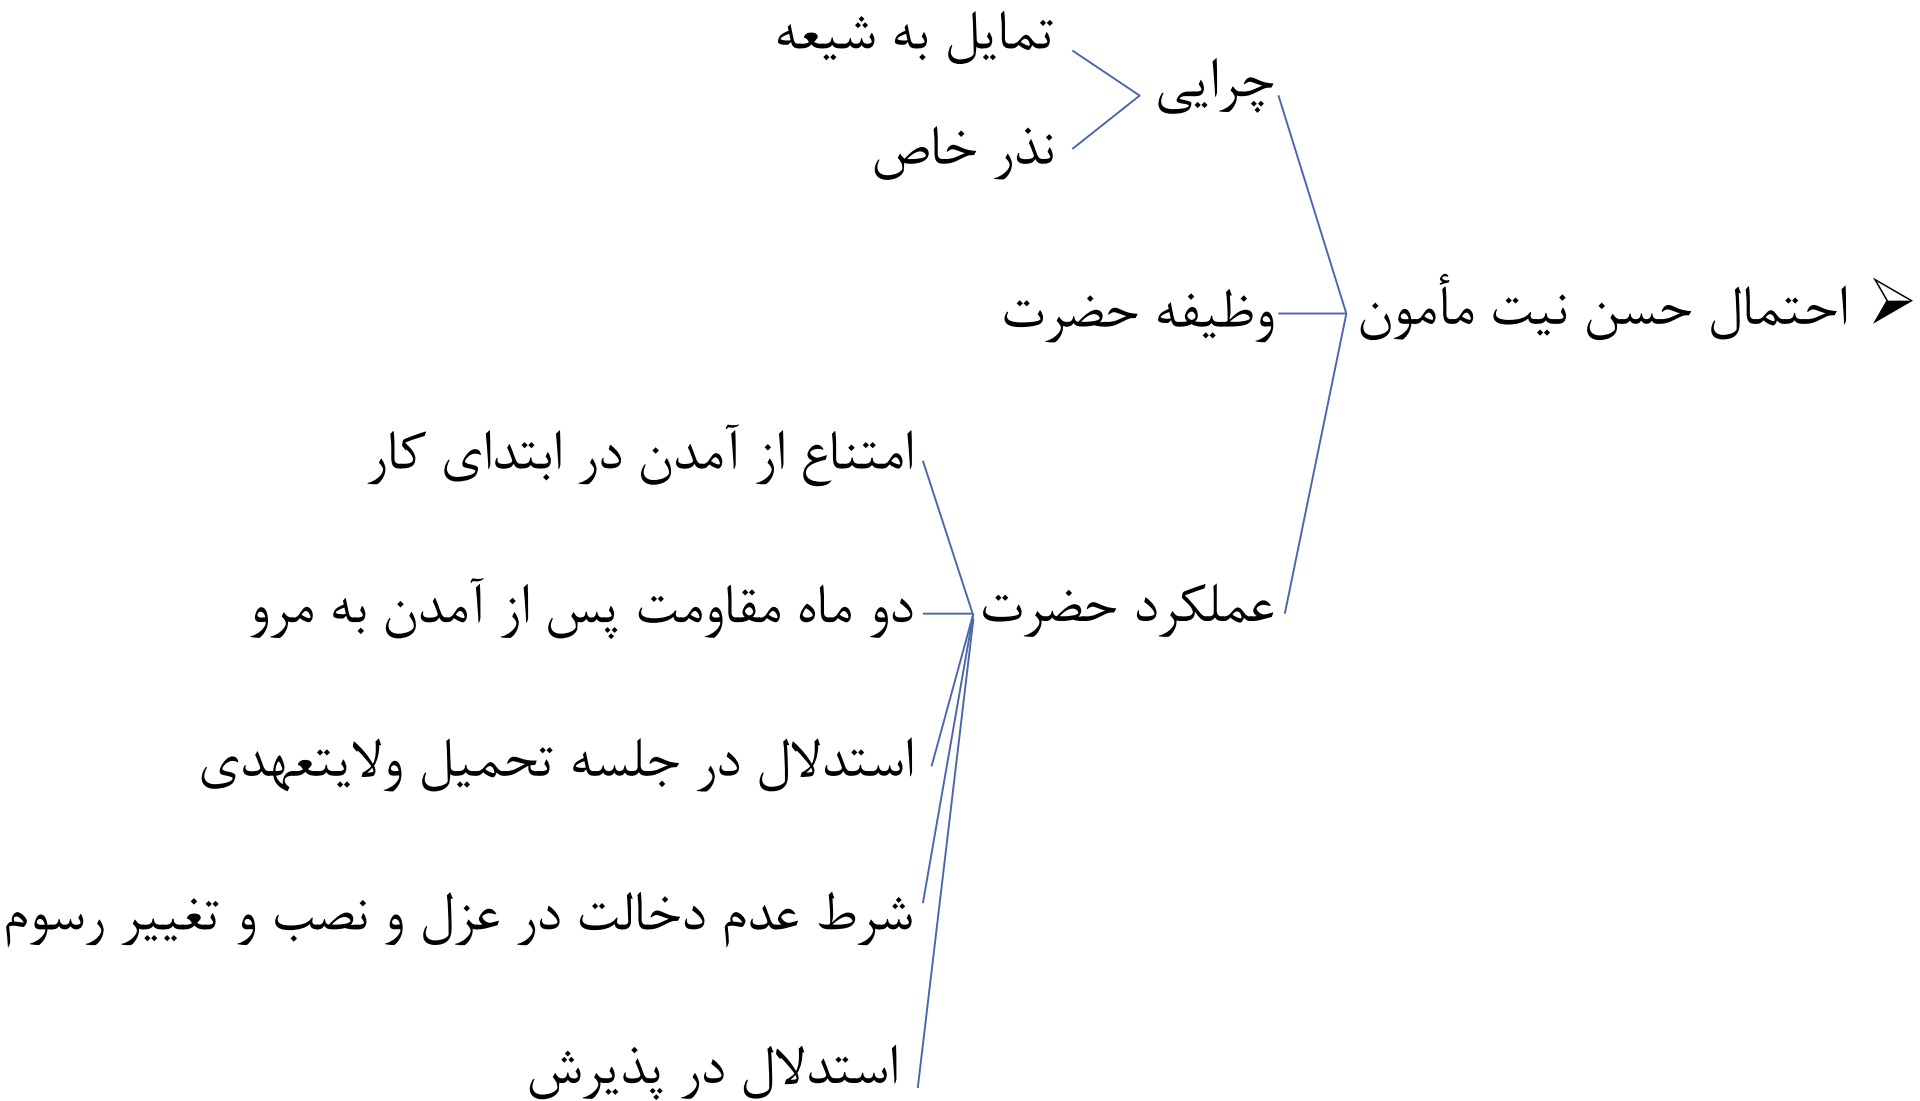 احتمال حسن نیت مأمون
چرایی
تمایل به شیعه
نذر خاص
وظیفه حضرت
عملکرد حضرت
امتناع از آمدن در ابتدای کار
دو ماه مقاومت پس از آمدن به مرو
استدلال در جلسه تحمیل ولایتعهدی
شرط عدم دخالت در عزل و نصب و تغییر رسوم
استدلال در پذیرش